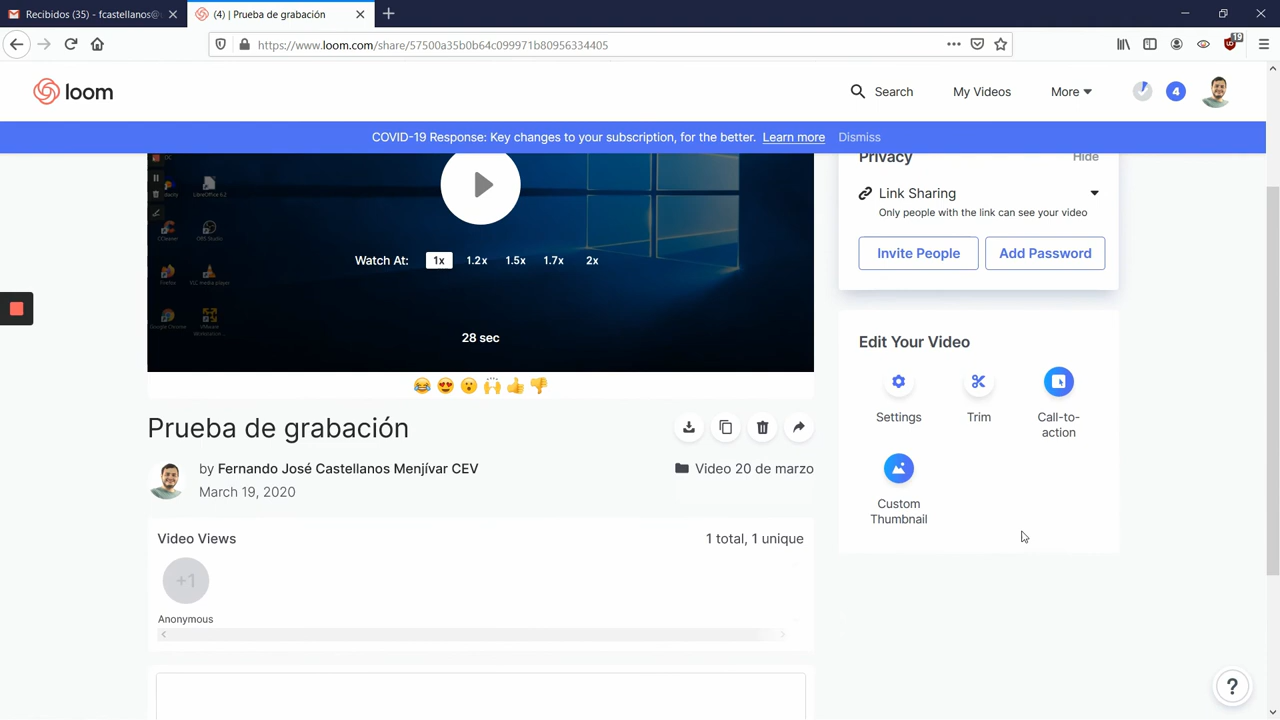 Recibidos (35) - fcastellanos@
(4) | Prueba de grabación
https://www.loom.com/share/57500a35b0b64c099971b80956334405
19
loom
Search
My Videos
More
4
COVID-19 Response: Key changes to your subscription, for the better. Learn more Dismiss
Privacy
Hide
Link Sharing
Only people with the link can see your video
Invite People
Add Password
Watch At: 1x 1.2x 1.5x 1.7x 2x
28 sec
Edit Your Video
Settings
Trim
Call-to-
action
Custom
Thumbnail
Prueba de grabación
by Fernando José Castellanos Menjívar CEV
March 19, 2020
Video 20 de marzo
Video Views
1 total, 1 unique
+1
Anonymous
?